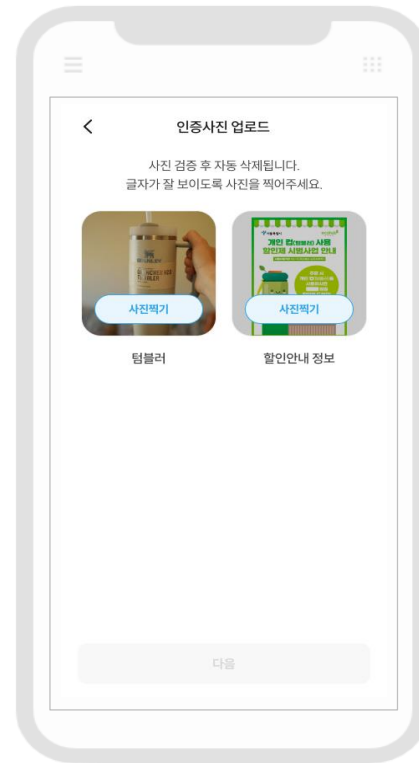 인증사진 업로드
사진 검증 후 자동 삭제됩니다.
글자가 잘 보이도록 사진을 찍어주세요.
STANLEY
개인 컵(텀블러) 사용
할인제 시범사업 안내
사진찍기
사진찍기
텀블러
할인안내 정보
다음